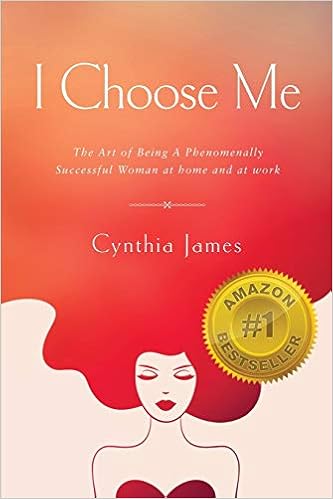 I Choose Me
The Art of Being A Phenomenally
Successful Woman at home and at work
Cynthia James
AMAZON
#1
BESTSELLER